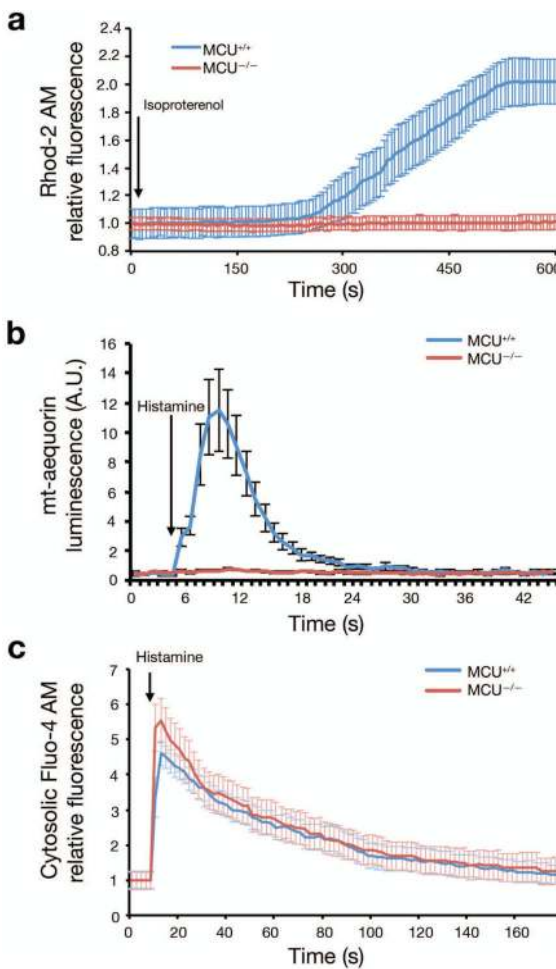 a
MCU+/+
MCU−/−
Isoproterenol
Rhod-2 AM
relative fluorescence
2.4
2.2
2.0
1.8
1.6
1.4
1.2
1.0
0.8
0
150
300
450
600
Time (s)
b
MCU+/+
MCU−/−
Histamine
mt-aequorin
luminescence (A.U.)
16
14
12
10
8
6
4
2
0
0
6
12
18
24
30
36
42
Time (s)
c
Histamine
MCU+/+
MCU−/−
Cytosolic Fluo-4 AM
relative fluorescence
7
6
5
4
3
2
1
0
0
20
40
60
80
100
120
140
160
Time (s)